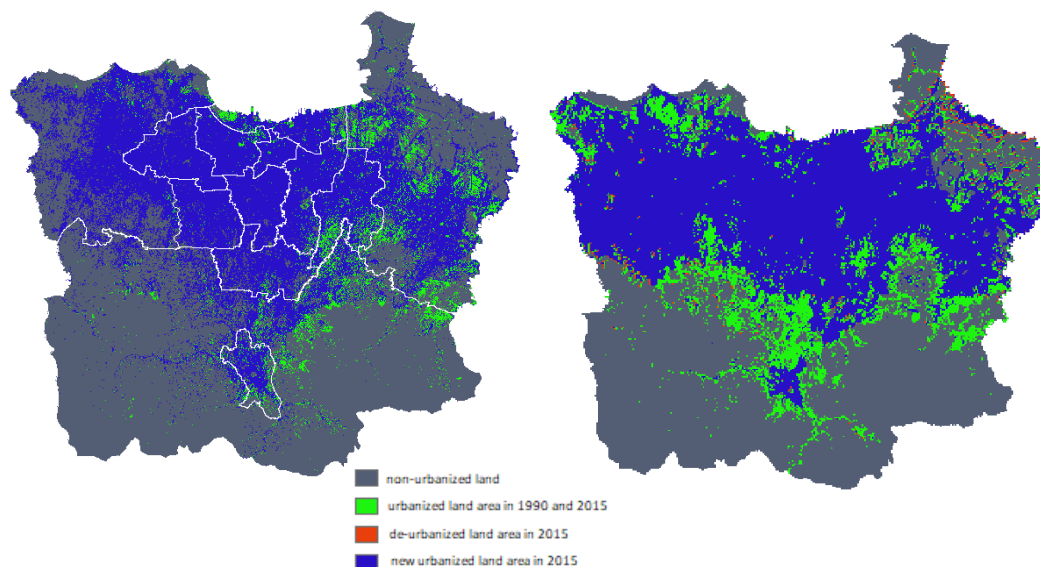 non-urbanized land
urbanized land area in 1990 and 2015
de-urbanized land area in 2015
new urbanized land area in 2015